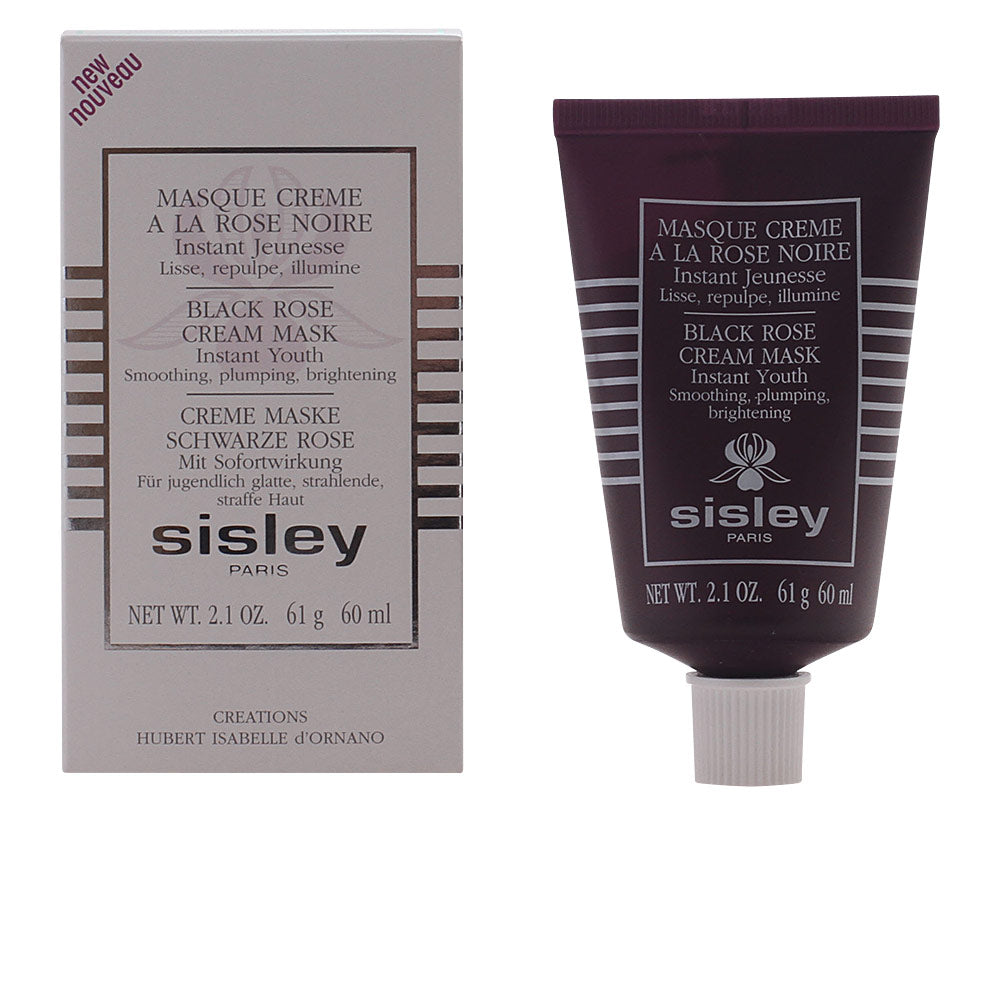 new
nouveau
MASQUE CREME
A LA ROSE NOIRE
Instant Jeunesse
Lisse, repulpe, illumine
BLACK ROSE
CREAM MASK
Instant Youth
Smoothing, plumping, brightening
CREME MASKE
SCHWARZE ROSE
Mit Sofortwirkung
Für jugendlich glatte, strahlende,
straffe Haut
sisley
PARIS
NET WT. 2.1 OZ. 61 g 60 ml
CREATIONS
HUBERT ISABELLE d'ORNANO
MASQUE CREME
A LA ROSE NOIRE
Instant Jeunesse
Lisse, repulpe, illumine
BLACK ROSE
CREAM MASK
Instant Youth
Smoothing, plumping,
brightening
sisley
PARIS
NET WT. 2.1 OZ. 61 g 60 ml